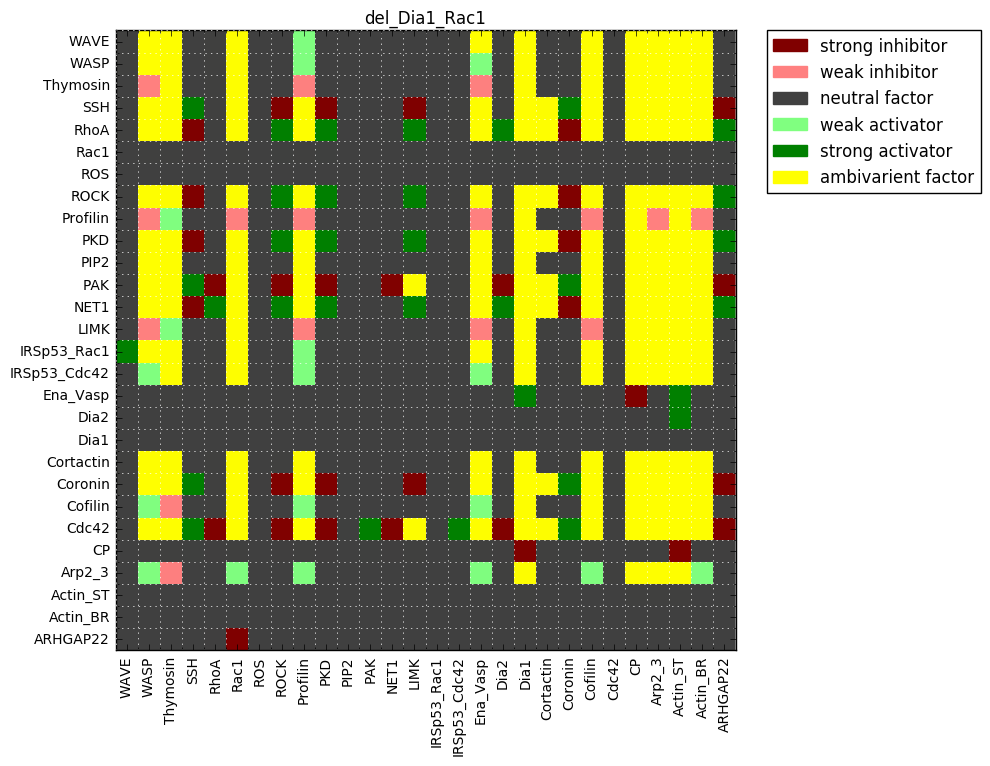 del_Dia1_Rac1
WAVE
WASP
Thymosin
SSH
RhoA
Rac1
ROS
ROCK
Profilin
PKD
PIP2
PAK
NET1
LIMK
IRSp53_Rac1
IRSp53_Cdc42
Ena_Vasp
Dia2
Dia1
Cortactin
Coronin
Cofilin
Cdc42
CP
Arp2_3
Actin_ST
Actin_BR
ARHGAP22
WAVE
WASP
Thymosin
SSH
RhoA
Rac1
ROS
ROCK
Profilin
PKD
PIP2
PAK
NET1
LIMK
IRSp53_Rac1
IRSp53_Cdc42
Ena_Vasp
Dia2
Dia1
Cortactin
Coronin
Cofilin
Cdc42
CP
Arp2_3
Actin_ST
Actin_BR
ARHGAP22
strong inhibitor
weak inhibitor
neutral factor
weak activator
strong activator
ambivarient factor